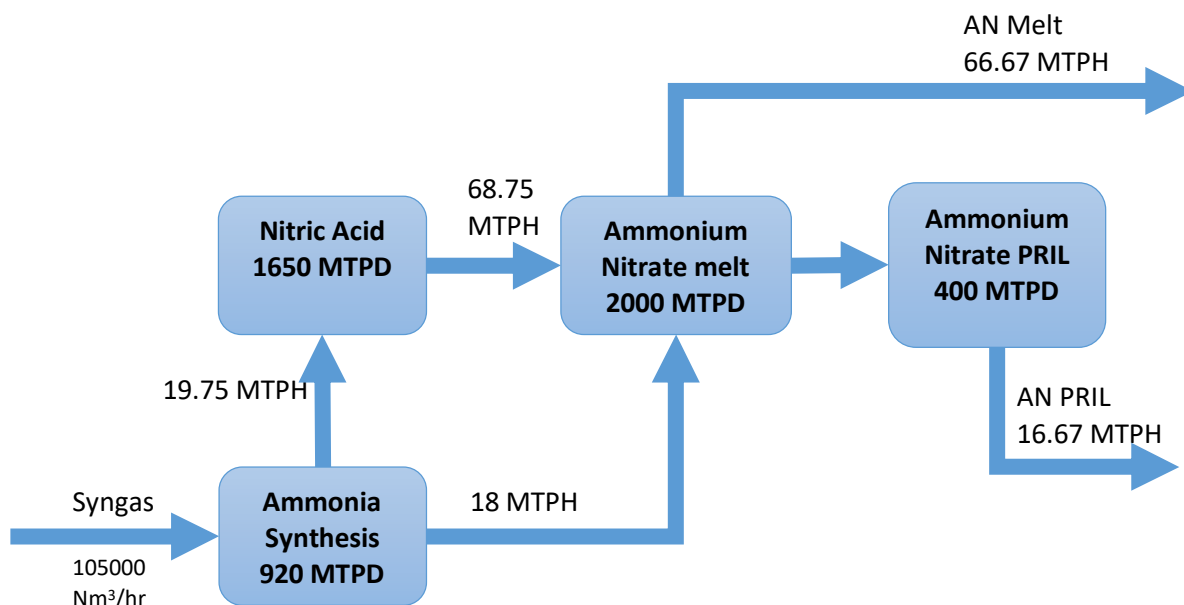 AN Melt
66.67 MTPH
68.75
MTPH
Nitric Acid
1650 MTPD
Ammonium
Nitrate melt
2000 MTPD
Ammonium
Nitrate PRIL
400 MTPD
19.75 MTPH
AN PRIL
16.67 MTPH
Syngas
105000
Nm³/hr
Ammonia
Synthesis
920 MTPD
18 MTPH